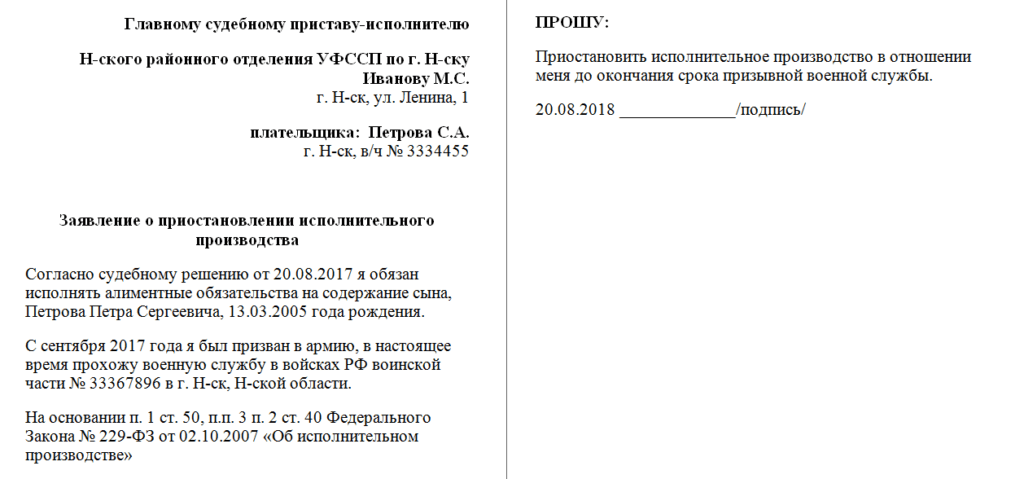 Главному судебному приставу-исполнителю
Н-ского районного отделения УФССП по г. Н-ску
Иванову М.С.
г. Н-ск, ул. Ленина, 1
плательщика: Петрова С.А.
г. Н-ск, в/ч № 3334455
Заявление о приостановлении исполнительного
производства
Согласно судебному решению от 20.08.2017 я обязан
исполнять алиментные обязательства на содержание сына,
Петрова Петра Сергеевича, 13.03.2005 года рождения.
С сентября 2017 года я был призван в армию, в настоящее
время прохожу военную службу в войсках РФ воинской
части № 33367896 в г. Н-ск, Н-ской области.
На основании п. 1 ст. 50, п.п. 3 п. 2 ст. 40 Федерального
Закона № 229-ФЗ от 02.10.2007 «Об исполнительном
производстве»
ПРОШУ:
Приостановить исполнительное производство в отношении
меня до окончания срока призывной военной службы.
20.08.2018 ______________/подпись/